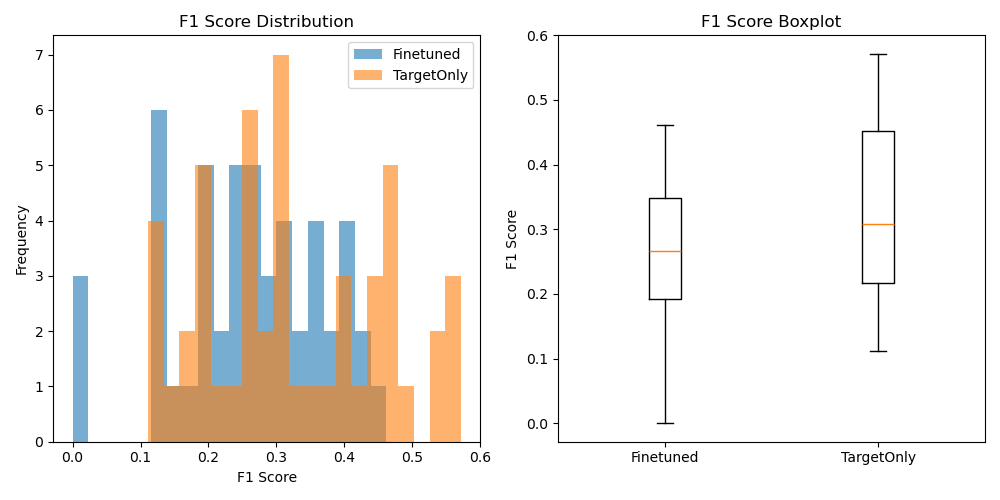 F1 Score Distribution
Frequency
7
6
5
4
3
2
1
0
Finetuned
TargetOnly
0.0 0.1 0.2 0.3 0.4 0.5 0.6
F1 Score
F1 Score Boxplot
F1 Score
0.6
0.5
0.4
0.3
0.2
0.1
0.0
Finetuned TargetOnly